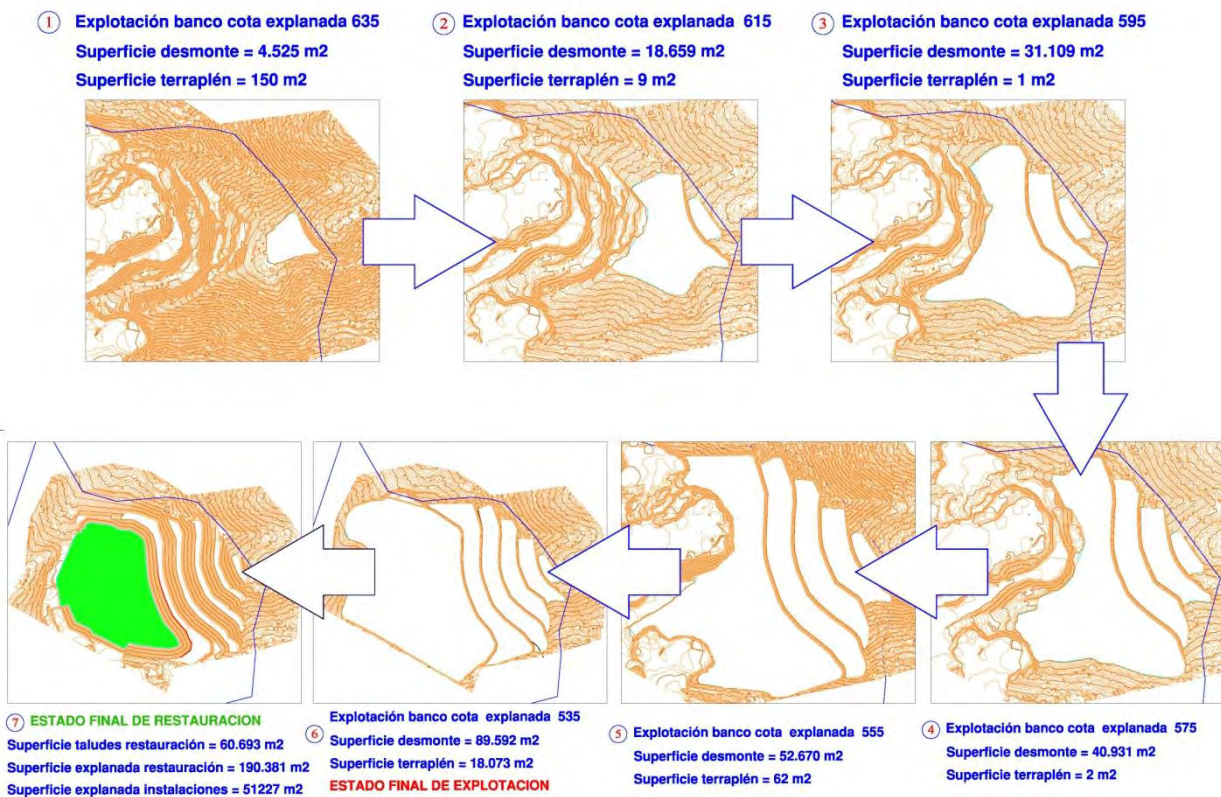 1 Explotación banco cota explanada 635
Superficie desmonte = 4.525 m2
Superficie terraplén = 150 m2
2 Explotación banco cota explanada 615
Superficie desmonte = 18.659 m2
Superficie terraplén = 9 m2
3 Explotación banco cota explanada 595
Superficie desmonte = 31.109 m2
Superficie terraplén = 1 m2
4 Explotación banco cota explanada 575
Superficie desmonte = 40.931 m2
Superficie terraplén = 2 m2
5 Explotación banco cota explanada 555
Superficie desmonte = 52.670 m2
Superficie terraplén = 62 m2
6 Explotación banco cota explanada 535
Superficie desmonte = 89.592 m2
Superficie terraplén = 18.073 m2
ESTADO FINAL DE EXPLOTACION
7 ESTADO FINAL DE RESTAURACION
Superficie taludes restauración = 60.693 m2
Superficie explanada restauración = 190.381 m2
Superficie explanada instalaciones = 51227 m2